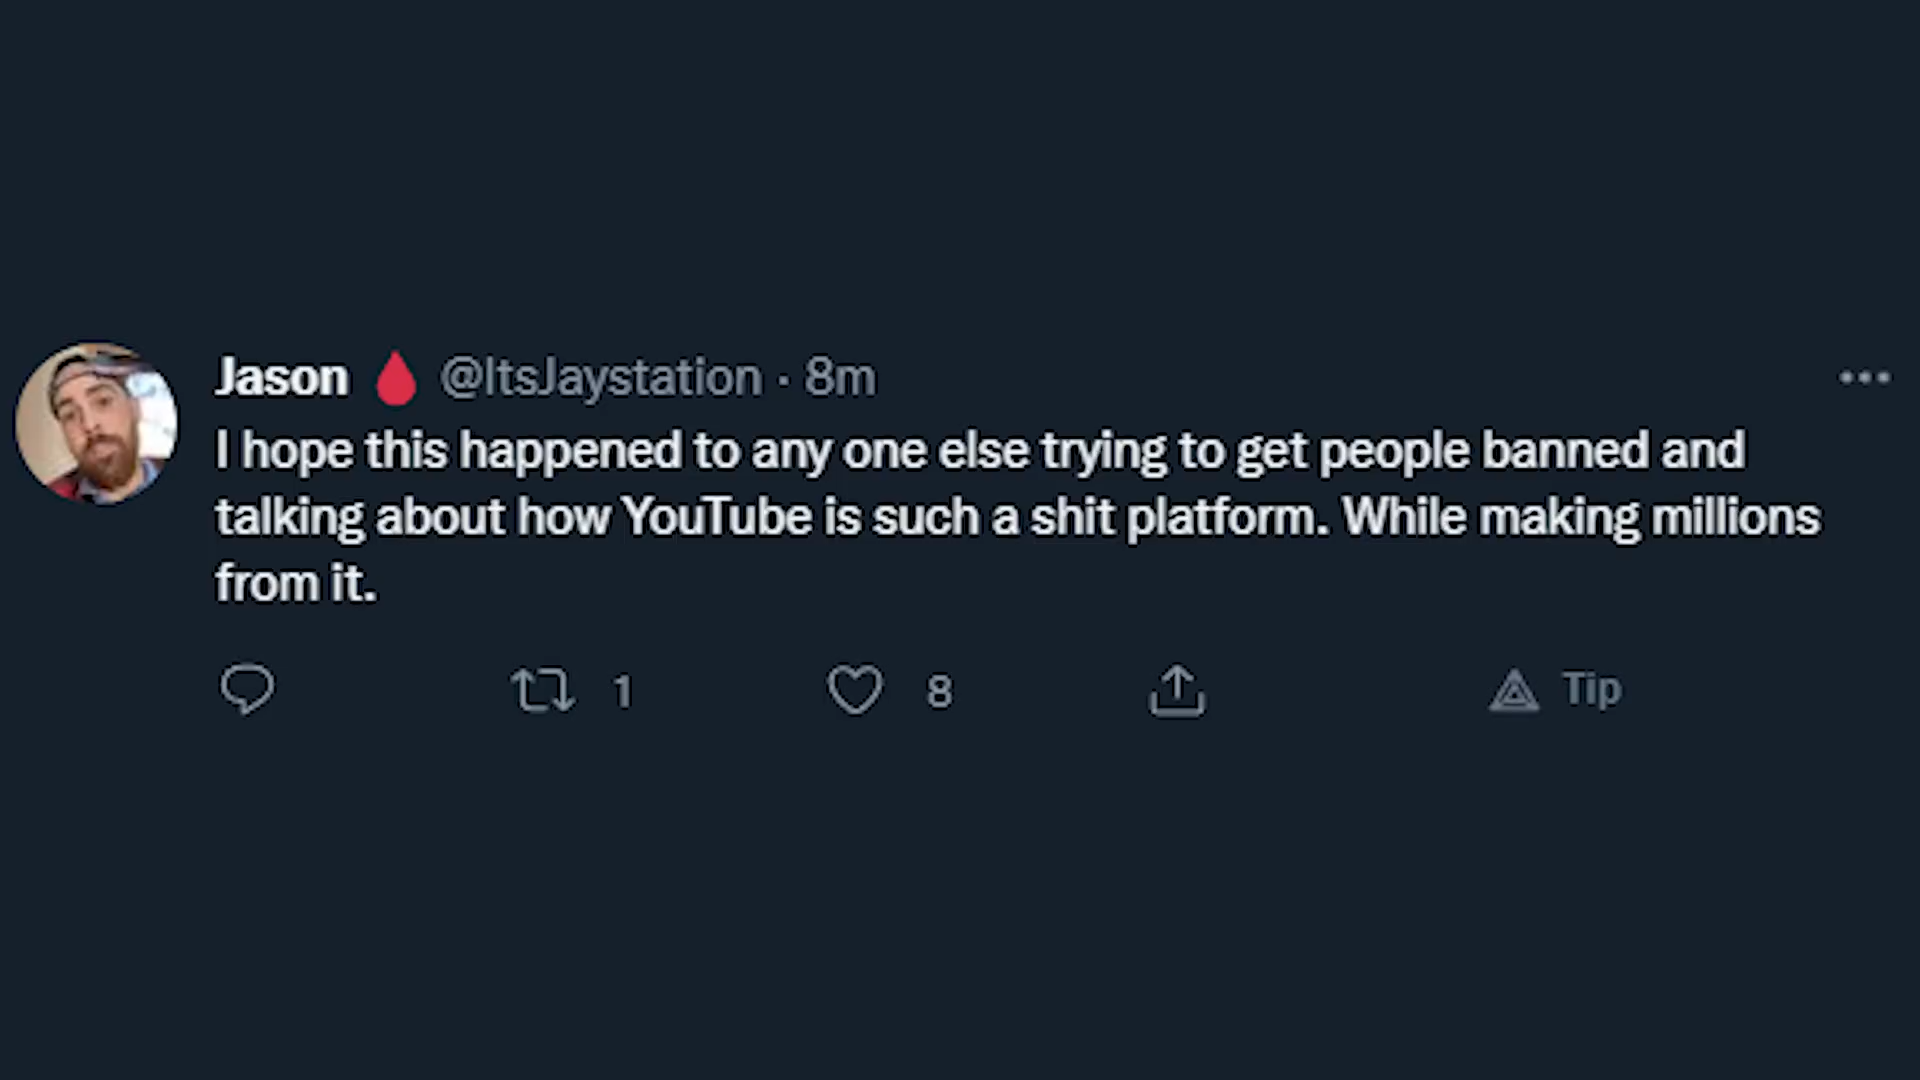 Jason 🩸 @ItsJaystation · 8m
I hope this happened to any one else trying to get people banned and
talking about how YouTube is such a shit platform. While making millions
from it.
1 8 Tip